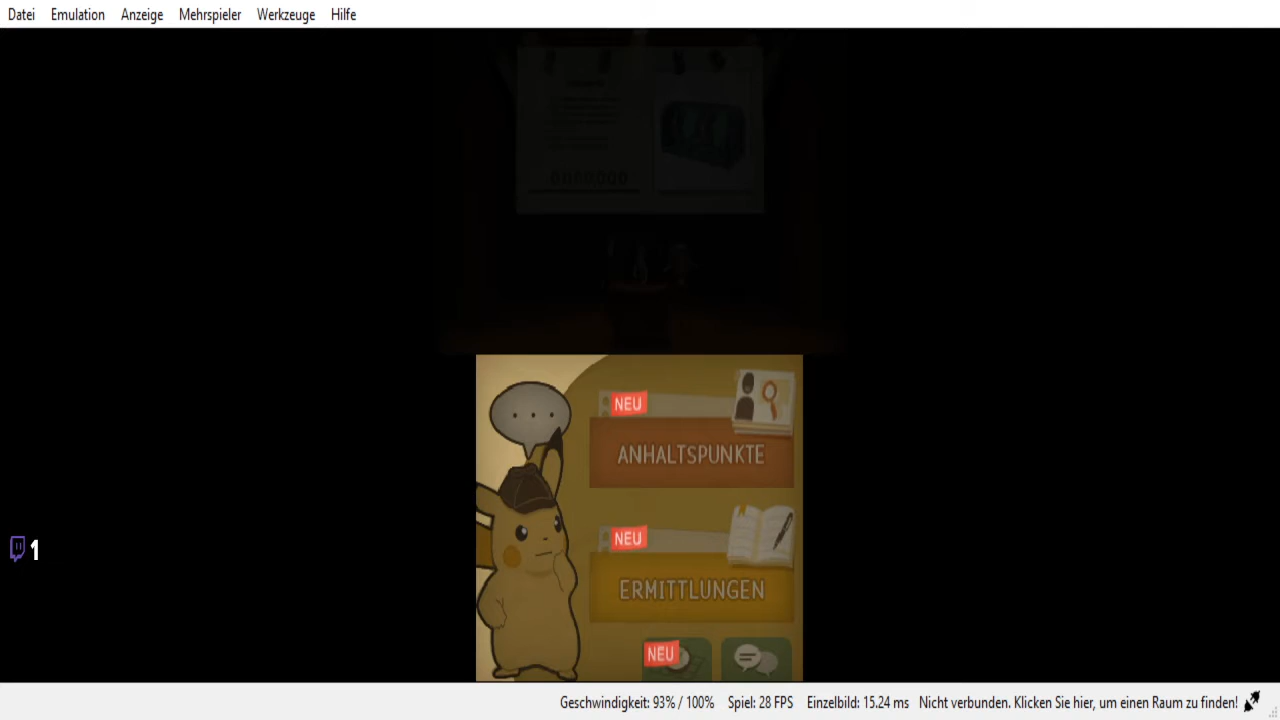 Datei Emulation Anzeige Mehrspieler Werkzeuge Hilfe
...
NEU
ANHALTSPUNKTE
NEU
ERMITTLUNGEN
NEU
1
Geschwindigkeit: 93% / 100% Spiel: 28 FPS Einzelbild: 15.24 ms Nicht verbunden. Klicken Sie hier, um einen Raum zu finden!